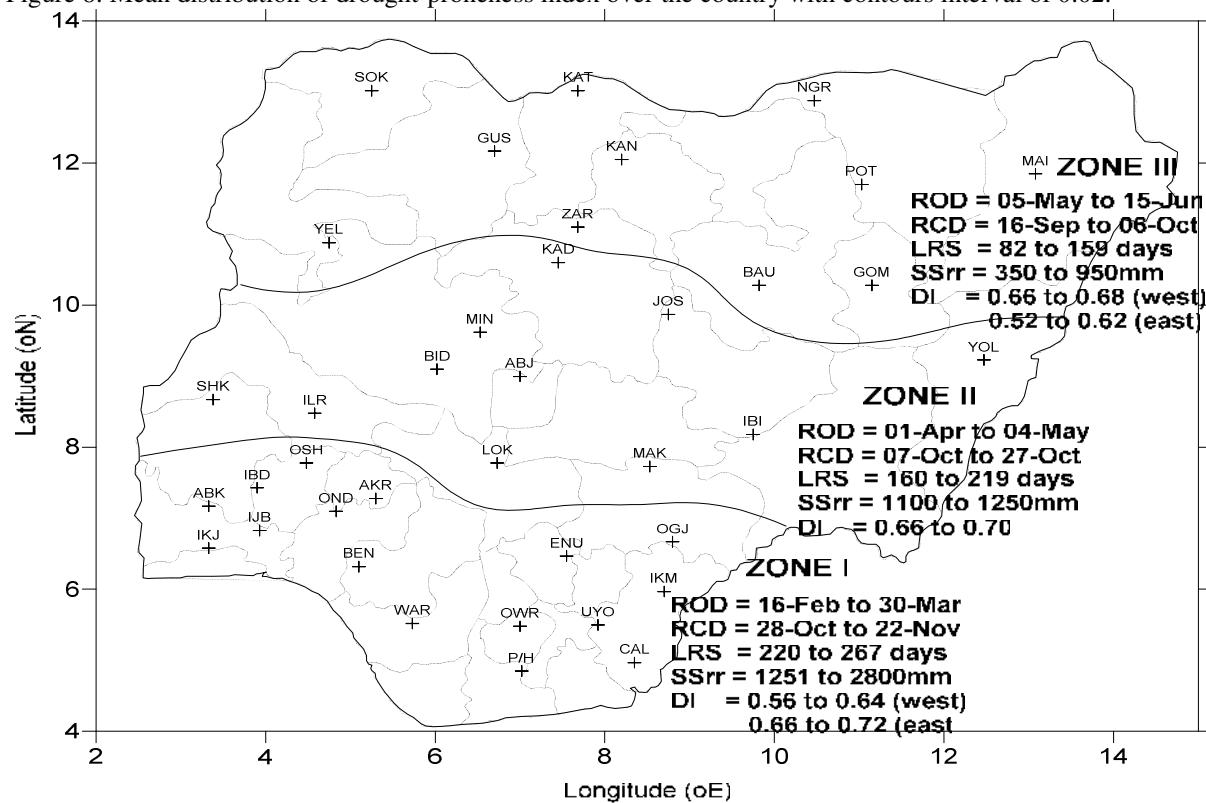 Figure 6: Mean distribution of drought-proneness index over the country with contours interval of 0.02.
14
SOK
KAT
NGR
GUS
KAN
12
MAI
ZONE III
POT
ROD = 05-May to 15-Jun
RCD = 16-Sep to 06-Oct
LRS = 82 to 159 days
SSrr = 350 to 950mm
DI = 0.66 to 0.68 (west)
0.52 to 0.62 (east)
ZAR
YEL
KAD
BAU
GOM
10
JOS
MIN
YOL
BID
ABJ
SHK
ILR
ZONE II
ROD = 01-Apr to 04-May
RCD = 07-Oct to 27-Oct
LRS = 160 to 219 days
SSrr = 1100 to 1250mm
DI = 0.66 to 0.70
IBI
8
OSH
LOK
MAK
IBD
ABK
OND
AKR
IJB
IKJ
OGJ
BEN
ENU
6
IKM
ZONE I
ROD = 16-Feb to 30-Mar
RCD = 28-Oct to 22-Nov
LRS = 220 to 267 days
SSrr = 1251 to 2800mm
DI = 0.56 to 0.64 (west)
0.66 to 0.72 (east
WAR
OWR
UYO
P/H
CAL
4
2 4 6 8 10 12 14
Longitude (oE)
Latitude (oN)